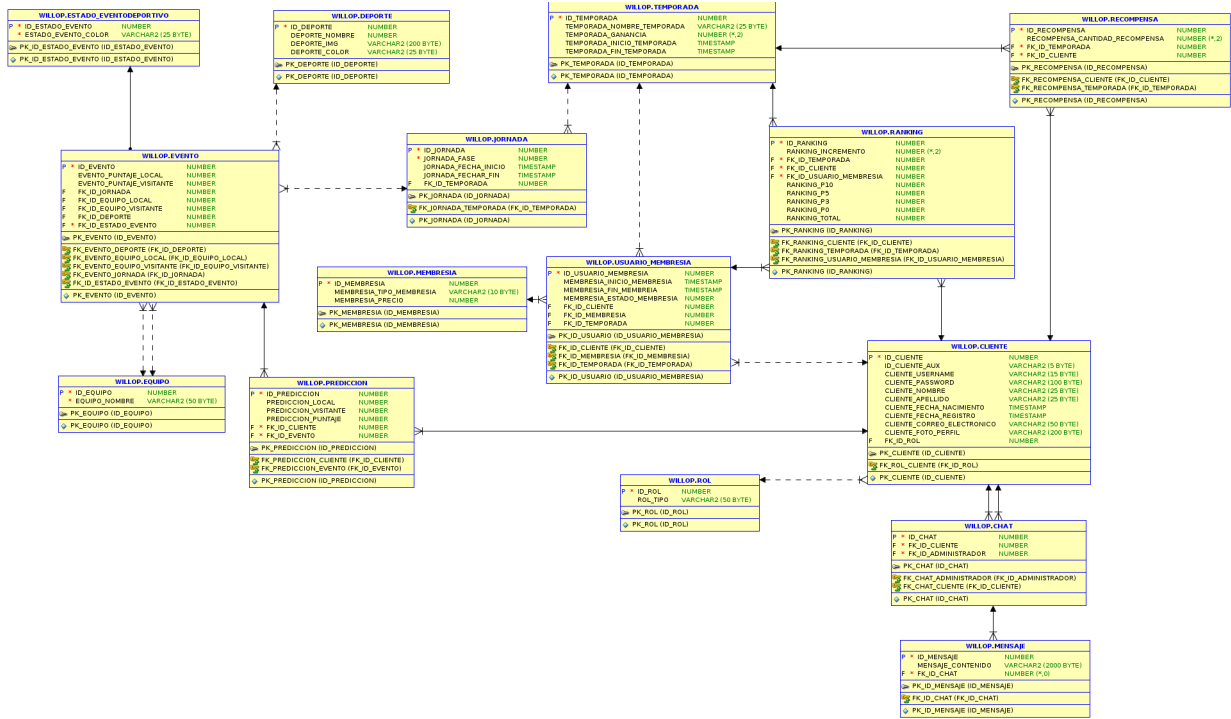 WILLOP.ESTADO_EVENTODEPORTIVO
P * ID_ESTADO_EVENTO NUMBER
* ESTADO_EVENTO_COLOR VARCHAR2 (25 BYTE)
PK_ID_ESTADO_EVENTO (ID_ESTADO_EVENTO)
PK_ID_ESTADO_EVENTO (ID_ESTADO_EVENTO)
WILLOP.DEPORTE
P * ID_DEPORTE NUMBER
DEPORTE_NOMBRE NUMBER
DEPORTE_IMG VARCHAR2 (200 BYTE)
DEPORTE_COLOR VARCHAR2 (25 BYTE)
PK_DEPORTE (ID_DEPORTE)
PK_DEPORTE (ID_DEPORTE)
WILLOP.TEMPORADA
P * ID_TEMPORADA NUMBER
TEMPORADA_NOMBRE_TEMPORADA VARCHAR2 (25 BYTE)
TEMPORADA_GANANCIA NUMBER (*,2)
TEMPORADA_INICIO_TEMPORADA TIMESTAMP
TEMPORADA_FIN_TEMPORADA TIMESTAMP
PK_TEMPORADA (ID_TEMPORADA)
PK_TEMPORADA (ID_TEMPORADA)
WILLOP.RECOMPENSA
P * ID_RECOMPENSA NUMBER
RECOMPENSA_CANTIDAD_RECOMPENSA NUMBER (*,2)
F * FK_ID_TEMPORADA NUMBER
F * FK_ID_CLIENTE NUMBER
PK_RECOMPENSA (ID_RECOMPENSA)
FK_RECOMPENSA_CLIENTE (FK_ID_CLIENTE)
FK_RECOMPENSA_TEMPORADA (FK_ID_TEMPORADA)
PK_RECOMPENSA (ID_RECOMPENSA)
WILLOP.JORNADA
P * ID_JORNADA NUMBER
* JORNADA_FASE NUMBER
JORNADA_FECHA_INICIO TIMESTAMP
JORNADA_FECHAR_FIN TIMESTAMP
F FK_ID_TEMPORADA NUMBER
PK_JORNADA (ID_JORNADA)
FK_JORNADA_TEMPORADA (FK_ID_TEMPORADA)
PK_JORNADA (ID_JORNADA)
WILLOP.RANKING
P * ID_RANKING NUMBER
RANKING_INCREMENTO NUMBER (*,2)
F * FK_ID_TEMPORADA NUMBER
F * FK_ID_CLIENTE NUMBER
F * FK_ID_USUARIO_MEMBRESIA NUMBER
RANKING_P10 NUMBER
RANKING_P5 NUMBER
RANKING_P3 NUMBER
RANKING_P0 NUMBER
RANKING_TOTAL NUMBER
PK_RANKING (ID_RANKING)
FK_RANKING_CLIENTE (FK_ID_CLIENTE)
FK_RANKING_TEMPORADA (FK_ID_TEMPORADA)
FK_RANKING_USUARIO_MEMBRESIA (FK_ID_USUARIO_MEMBRESIA)
PK_RANKING (ID_RANKING)
WILLOP.EVENTO
P * ID_EVENTO NUMBER
EVENTO_PUNTAJE_LOCAL NUMBER
EVENTO_PUNTAJE_VISITANTE NUMBER
F FK_ID_JORNADA NUMBER
F FK_ID_EQUIPO_LOCAL NUMBER
F FK_ID_EQUIPO_VISITANTE NUMBER
F FK_ID_DEPORTE NUMBER
F * FK_ID_ESTADO_EVENTO NUMBER
PK_EVENTO (ID_EVENTO)
FK_EVENTO_DEPORTE (FK_ID_DEPORTE)
FK_EVENTO_EQUIPO_LOCAL (FK_ID_EQUIPO_LOCAL)
FK_EVENTO_EQUIPO_VISITANTE (FK_ID_EQUIPO_VISITANTE)
FK_EVENTO_JORNADA (FK_ID_JORNADA)
FK_ID_ESTADO_EVENTO (FK_ID_ESTADO_EVENTO)
PK_EVENTO (ID_EVENTO)
WILLOP.MEMBRESIA
P * ID_MEMBRESIA NUMBER
MEMBRESIA_TIPO_MEMBRESIA VARCHAR2 (10 BYTE)
MEMBRESIA_PRECIO NUMBER
PK_MEMBRESIA (ID_MEMBRESIA)
PK_MEMBRESIA (ID_MEMBRESIA)
WILLOP.USUARIO_MEMBRESIA
P * ID_USUARIO_MEMBRESIA NUMBER
MEMBRESIA_INICIO_MEMBRESIA TIMESTAMP
MEMBRESIA_FIN_MEMBREIA TIMESTAMP
MEMBRESIA_ESTADO_MEMBRESIA NUMBER
F FK_ID_CLIENTE NUMBER
F FK_ID_MEMBRESIA NUMBER
F FK_ID_TEMPORADA NUMBER
PK_ID_USUARIO (ID_USUARIO_MEMBRESIA)
FK_ID_CLIENTE (FK_ID_CLIENTE)
FK_ID_MEMBRESIA (FK_ID_MEMBRESIA)
FK_ID_TEMPORADA (FK_ID_TEMPORADA)
PK_ID_USUARIO (ID_USUARIO_MEMBRESIA)
WILLOP.CLIENTE
P * ID_CLIENTE NUMBER
ID_CLIENTE_AUX VARCHAR2 (5 BYTE)
CLIENTE_USERNAME VARCHAR2 (15 BYTE)
CLIENTE_PASSWORD VARCHAR2 (100 BYTE)
CLIENTE_NOMBRE VARCHAR2 (25 BYTE)
CLIENTE_APELLIDO VARCHAR2 (25 BYTE)
CLIENTE_FECHA_NACIMIENTO TIMESTAMP
CLIENTE_FECHA_REGISTRO TIMESTAMP
CLIENTE_CORREO_ELECTRONICO VARCHAR2 (50 BYTE)
CLIENTE_FOTO_PERFIL VARCHAR2 (200 BYTE)
F FK_ID_ROL NUMBER
PK_CLIENTE (ID_CLIENTE)
FK_ROL_CLIENTE (FK_ID_ROL)
PK_CLIENTE (ID_CLIENTE)
WILLOP.EQUIPO
P * ID_EQUIPO NUMBER
* EQUIPO_NOMBRE VARCHAR2 (50 BYTE)
PK_EQUIPO (ID_EQUIPO)
PK_EQUIPO (ID_EQUIPO)
WILLOP.PREDICCION
P * ID_PREDICCION NUMBER
PREDICCION_LOCAL NUMBER
PREDICCION_VISITANTE NUMBER
PREDICCION_PUNTAJE NUMBER
F * FK_ID_CLIENTE NUMBER
F * FK_ID_EVENTO NUMBER
PK_PREDICCION (ID_PREDICCION)
FK_PREDICCION_CLIENTE (FK_ID_CLIENTE)
FK_PREDICCION_EVENTO (FK_ID_EVENTO)
PK_PREDICCION (ID_PREDICCION)
WILLOP.ROL
P * ID_ROL NUMBER
ROL_TIPO VARCHAR2 (50 BYTE)
PK_ROL (ID_ROL)
PK_ROL (ID_ROL)
WILLOP.CHAT
P * ID_CHAT NUMBER
F * FK_ID_CLIENTE NUMBER
F * FK_ID_ADMINISTRADOR NUMBER
PK_CHAT (ID_CHAT)
FK_CHAT_ADMINISTRADOR (FK_ID_ADMINISTRADOR)
FK_CHAT_CLIENTE (FK_ID_CLIENTE)
PK_CHAT (ID_CHAT)
WILLOP.MENSAJE
P * ID_MENSAJE NUMBER
MENSAJE_CONTENIDO VARCHAR2 (2000 BYTE)
F * FK_ID_CHAT NUMBER (*,0)
PK_ID_MENSAJE (ID_MENSAJE)
FK_ID_CHAT (FK_ID_CHAT)
PK_ID_MENSAJE (ID_MENSAJE)